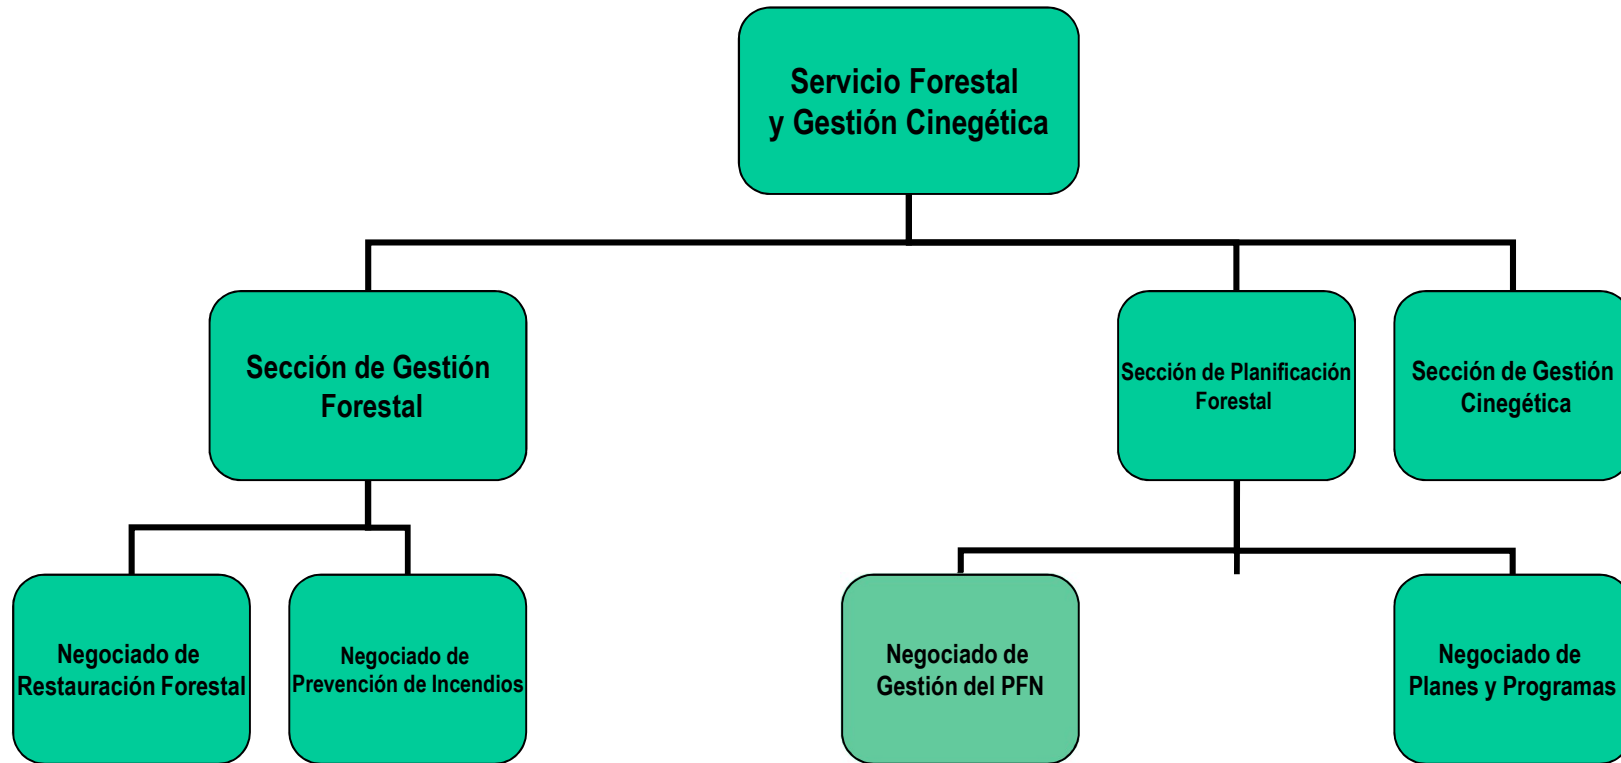 Servicio Forestal
y Gestión Cinegética
Sección de Gestión
Forestal
Sección de Planificación
Forestal
Sección de Gestión
Cinegética
Negociado de
Restauración Forestal
Negociado de
Prevención de Incendios
Negociado de
Gestión del PFN
Negociado de
Planes y Programas